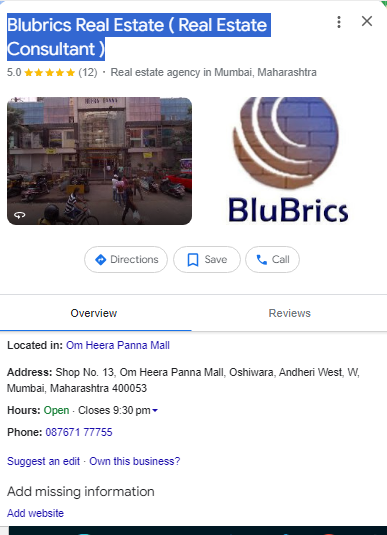 Blubrics Real Estate ( Real Estate
Consultant )
5.0 ★★★★★ (12) · Real estate agency in Mumbai, Maharashtra
HEERA PANNA
BluBrics
Directions
Save
Call
Overview
Reviews
Located in: Om Heera Panna Mall
Address: Shop No. 13, Om Heera Panna Mall, Oshiwara, Andheri West, W,
Mumbai, Maharashtra 400053
Hours: Open · Closes 9:30 pm
Phone: 087671 77755
Suggest an edit · Own this business?
Add missing information
Add website